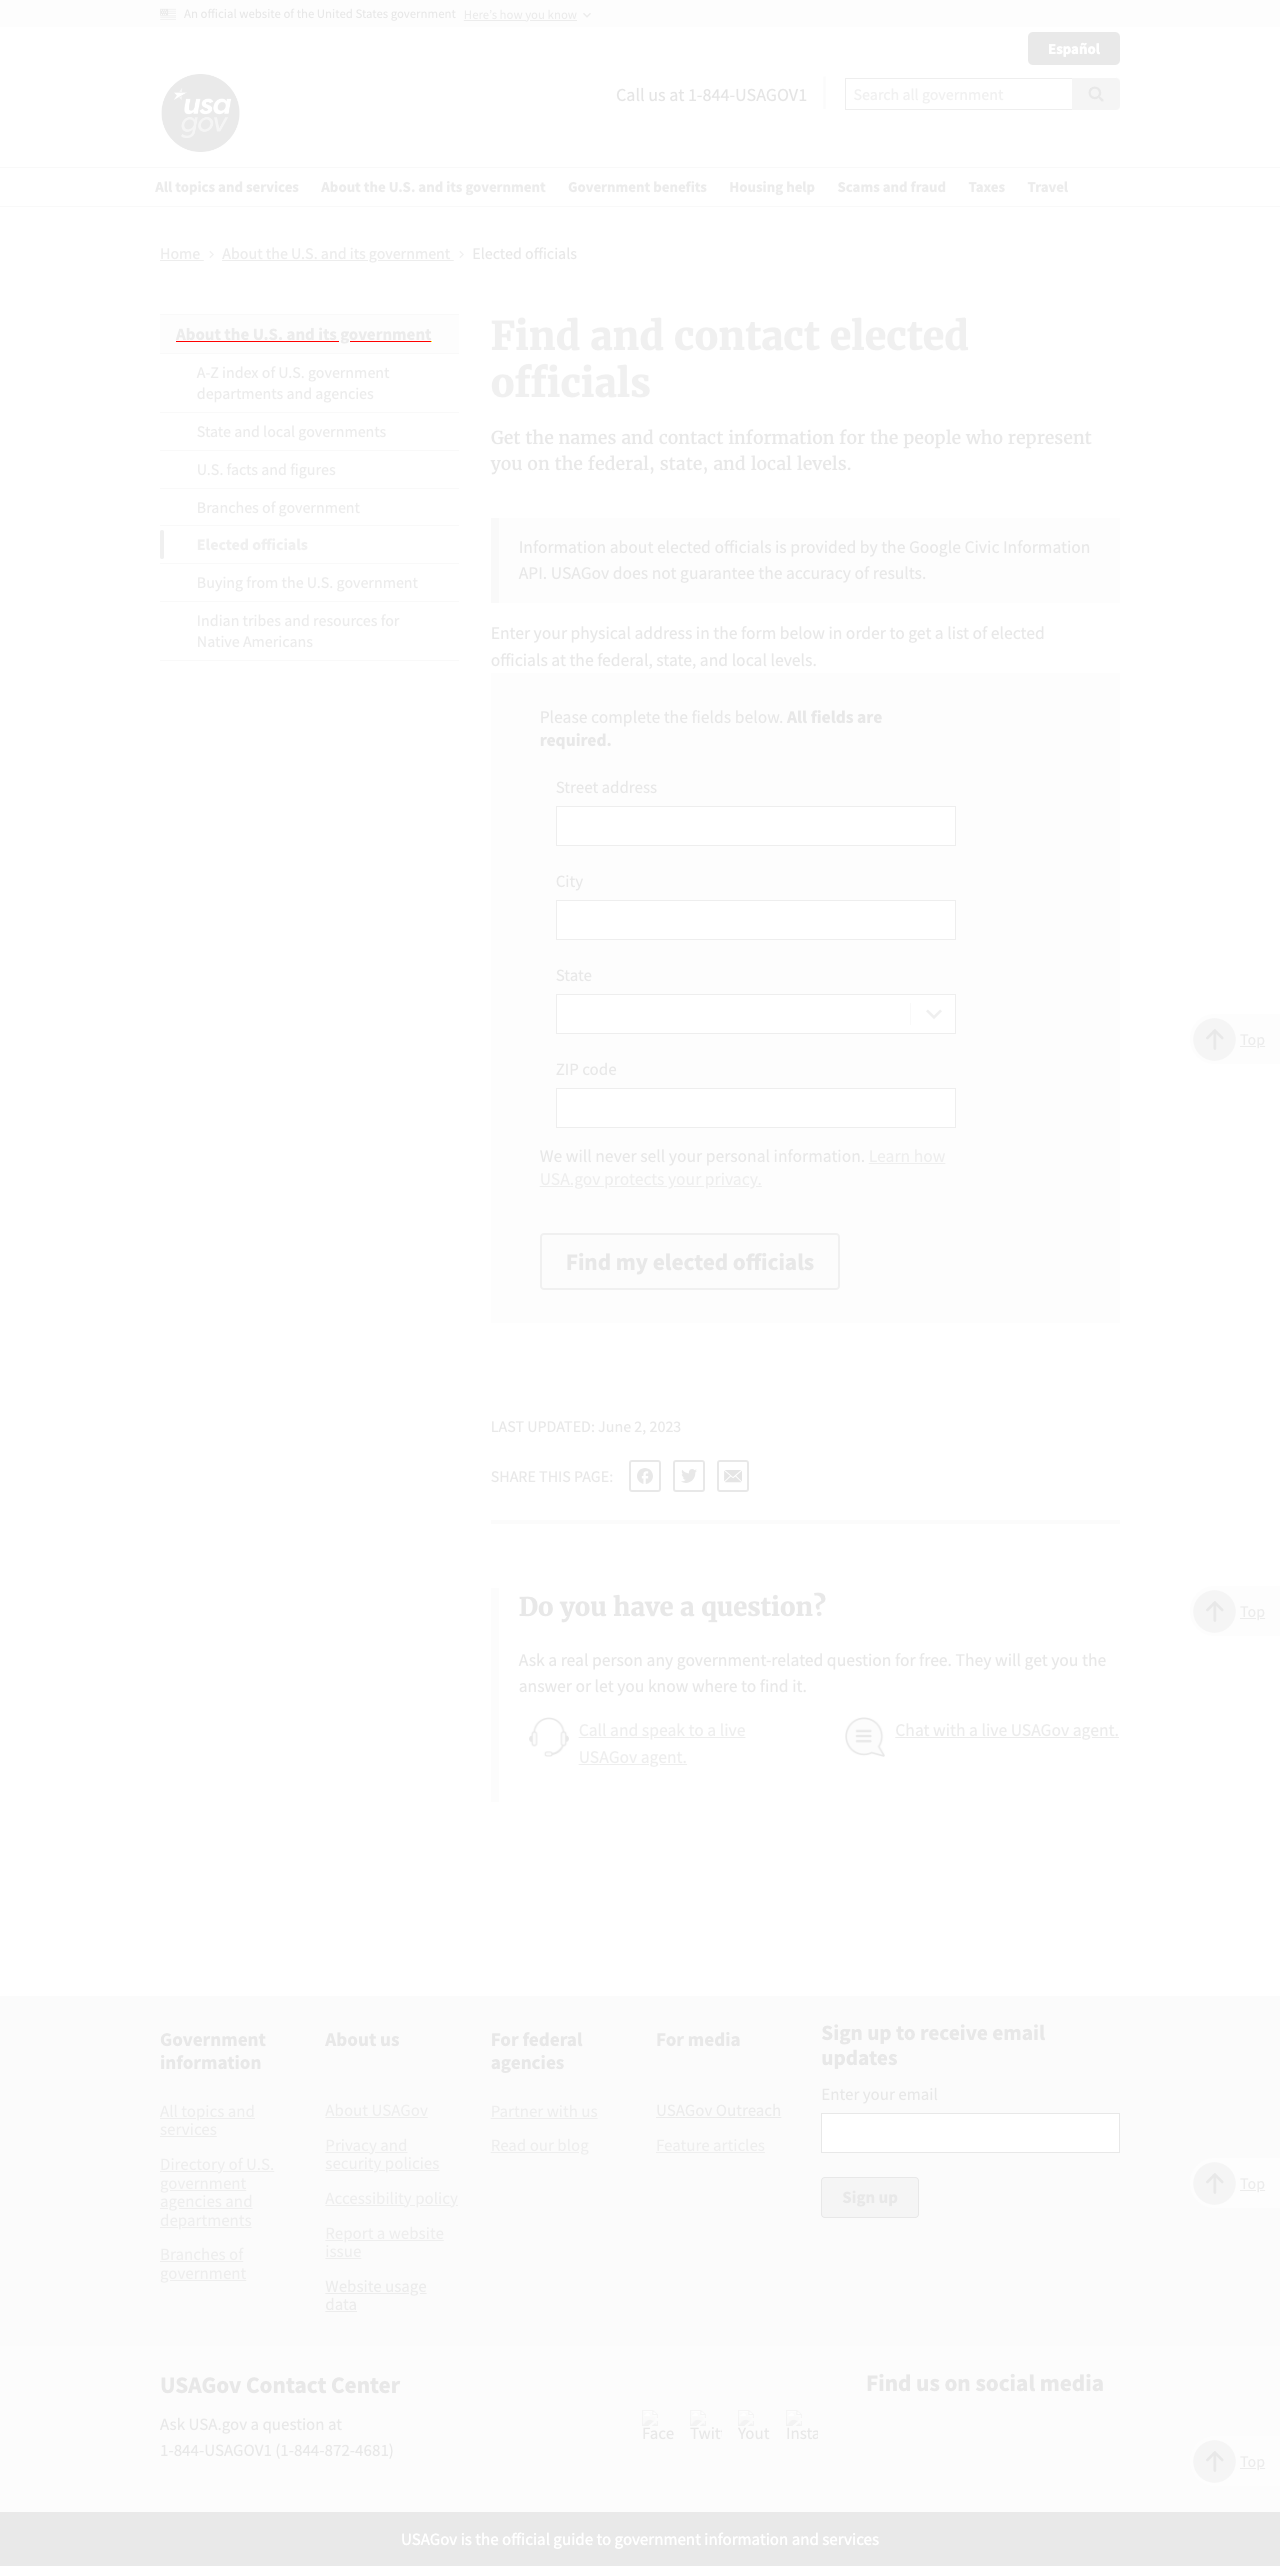 An official website of the United States government Here's how you know
Español
usa
gov
Call us at 1-844-USAGOV1
Search all government
All topics and services About the U.S. and its government Government benefits Housing help Scams and fraud Taxes Travel
Home › About the U.S. and its government › Elected officials
About the U.S. and its government
A-Z index of U.S. government
departments and agencies
State and local governments
U.S. facts and figures
Branches of government
Elected officials
Buying from the U.S. government
Indian tribes and resources for
Native Americans
Find and contact elected
officials
Get the names and contact information for the people who represent
you on the federal, state, and local levels.
Information about elected officials is provided by the Google Civic Information
API. USAGov does not guarantee the accuracy of results.
Enter your physical address in the form below in order to get a list of elected
officials at the federal, state, and local levels.
Please complete the fields below. All fields are
required.
Street address
City
State
ZIP code
We will never sell your personal information. Learn how
USA.gov protects your privacy.
Find my elected officials
Top
LAST UPDATED: June 2, 2023
SHARE THIS PAGE:
Do you have a question?
Top
Ask a real person any government-related question for free. They will get you the
answer or let you know where to find it.
Call and speak to a live
USAGov agent.
Chat with a live USAGov agent.
Government
information
All topics and
services
Directory of U.S.
government
agencies and
departments
Branches of
government
About us
About USAGov
Privacy and
security policies
Accessibility policy
Report a website
issue
Website usage
data
For federal
agencies
Partner with us
Read our blog
For media
USAGov Outreach
Feature articles
Sign up to receive email
updates
Enter your email
Sign up
Top
USAGov Contact Center
Ask USA.gov a question at
1-844-USAGOV1 (1-844-872-4681)
Find us on social media
Face Twit Yout Insta
Top
USAGov is the official guide to government information and services